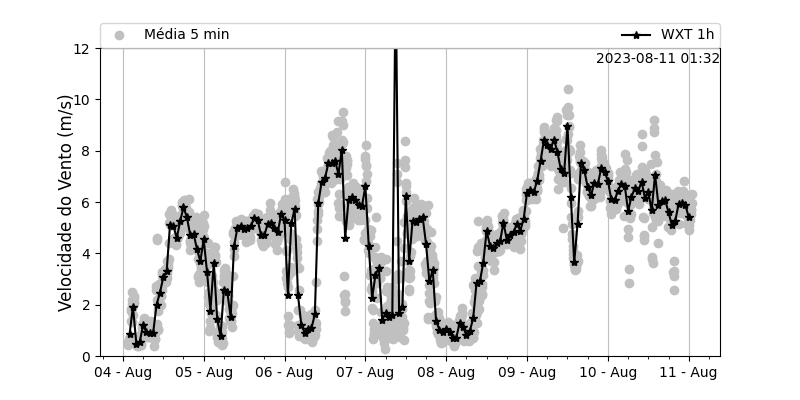 Média 5 min WXT 1h
2023-08-11 01:32
Velocidade do Vento (m/s)
12
10
8
6
4
2
0
04 - Aug 05 - Aug 06 - Aug 07 - Aug 08 - Aug 09 - Aug 10 - Aug 11 - Aug